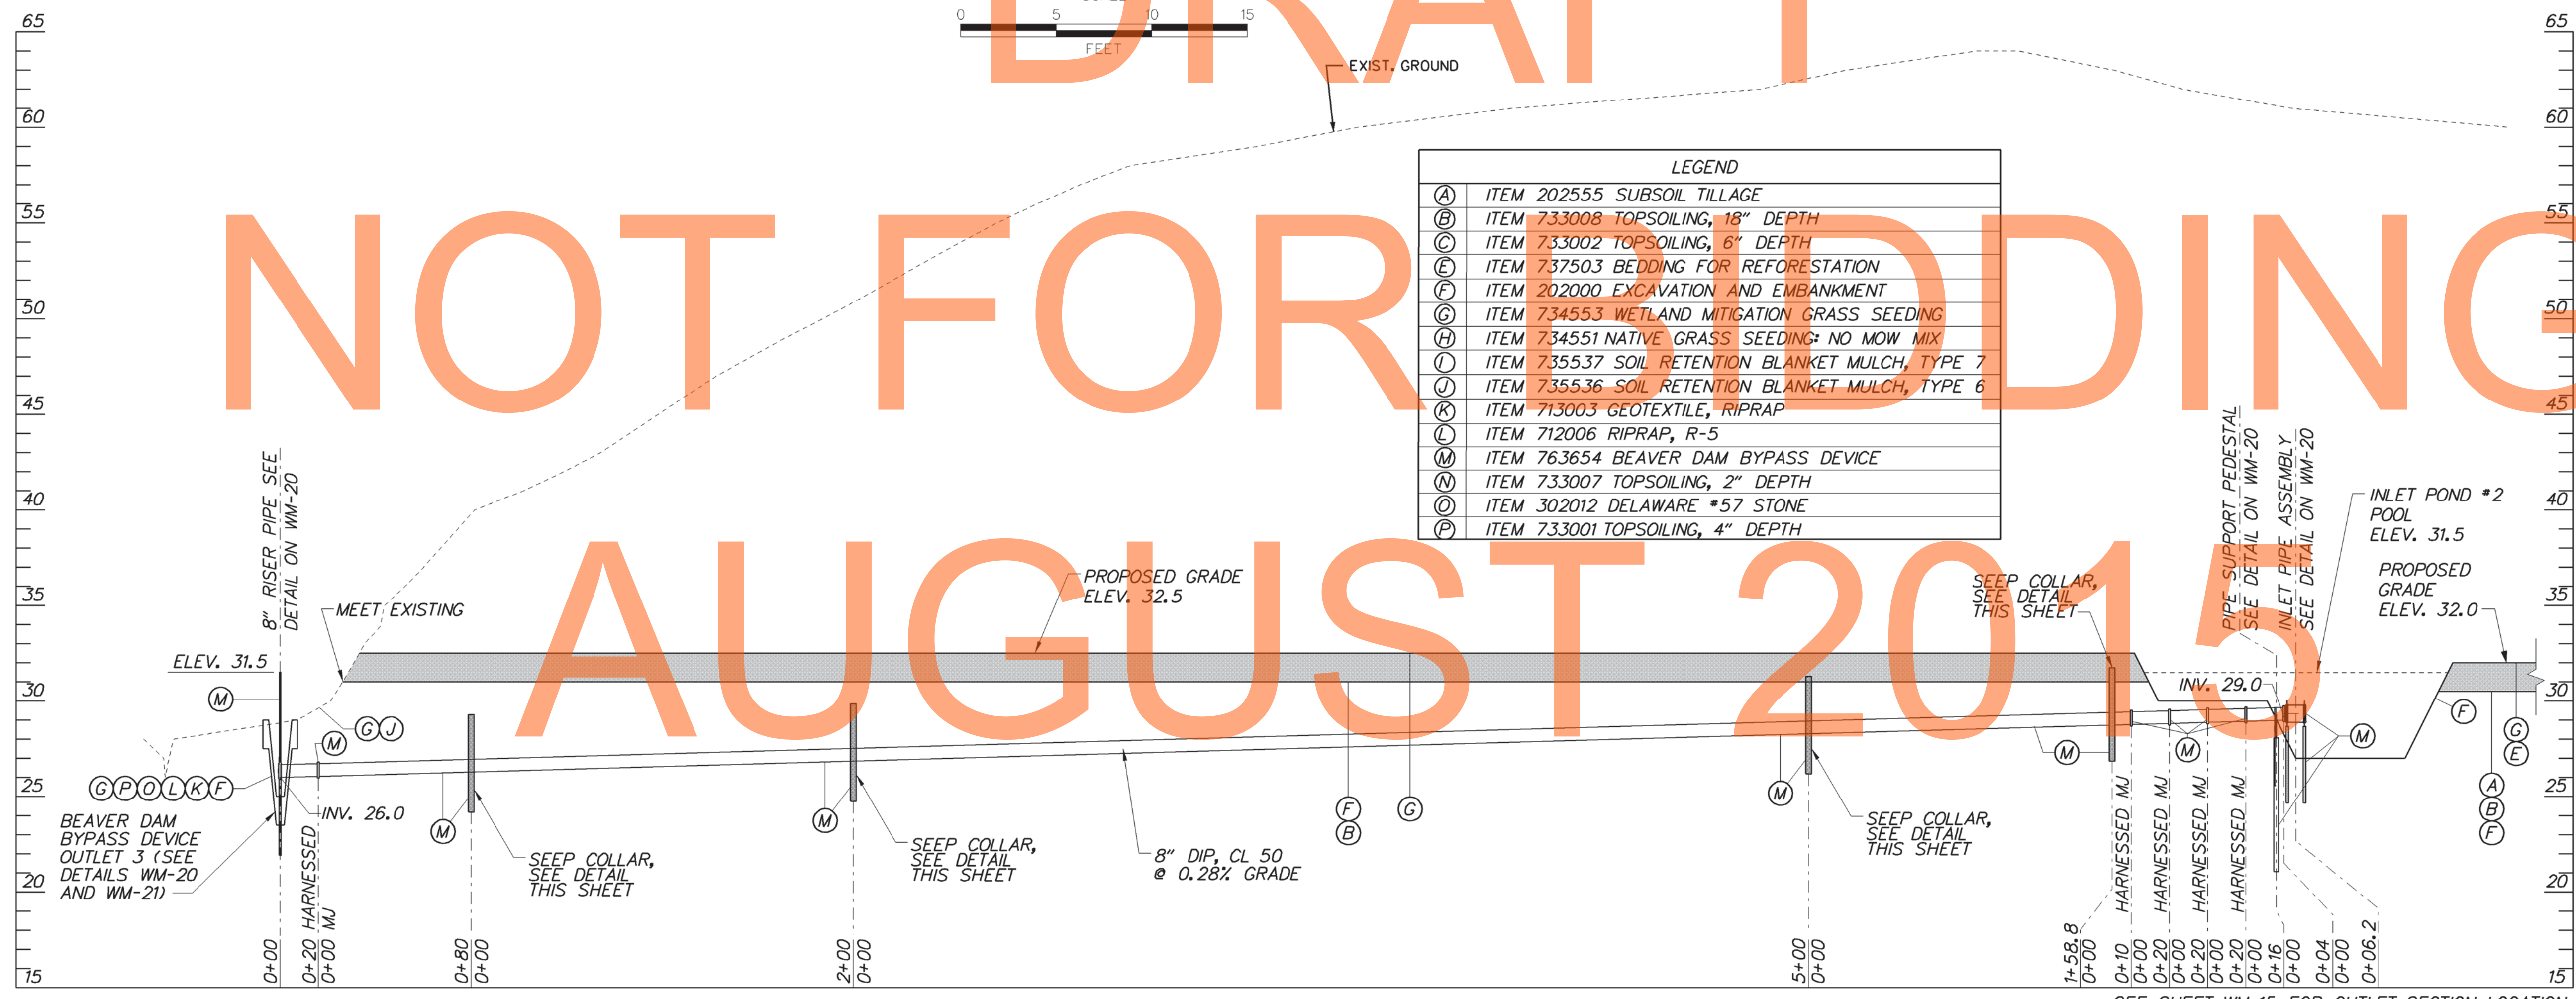 0 5 10 15
FEET
DRAFT
NOT FOR BIDDING
AUGUST 2015
65
60
55
50
45
40
35
30
25
20
15
65
60
55
50
45
40
35
30
25
20
15
EXIST. GROUND
LEGEND
A ITEM 202555 SUBSOIL TILLAGE
B ITEM 733008 TOPSOILING, 18" DEPTH
C ITEM 733002 TOPSOILING, 6" DEPTH
E ITEM 737503 BEDDING FOR REFORESTATION
F ITEM 202000 EXCAVATION AND EMBANKMENT
G ITEM 734553 WETLAND MITIGATION GRASS SEEDING
H ITEM 734551 NATIVE GRASS SEEDING: NO MOW MIX
I ITEM 735537 SOIL RETENTION BLANKET MULCH, TYPE 7
J ITEM 735536 SOIL RETENTION BLANKET MULCH, TYPE 6
K ITEM 713003 GEOTEXTILE, RIPRAP
L ITEM 712006 RIPRAP, R-5
M ITEM 763654 BEAVER DAM BYPASS DEVICE
N ITEM 733007 TOPSOILING, 2" DEPTH
O ITEM 302012 DELAWARE #57 STONE
P ITEM 733001 TOPSOILING, 4" DEPTH
8" RISER PIPE SEE
DETAIL ON WM-20
MEET EXISTING
ELEV. 31.5
M
G J
M
G P O L K F
INV. 26.0
BEAVER DAM
BYPASS DEVICE
OUTLET 3 (SEE
DETAILS WM-20
AND WM-21)
M
SEEP COLLAR,
SEE DETAIL
THIS SHEET
M
SEEP COLLAR,
SEE DETAIL
THIS SHEET
PROPOSED GRADE
ELEV. 32.5
8" DIP, CL 50
@ 0.28% GRADE
F
B
G
M
SEEP COLLAR,
SEE DETAIL
THIS SHEET
SEEP COLLAR,
SEE DETAIL
THIS SHEET
M
M
INV. 29.0
PIPE SUPPORT PEDESTAL
SEE DETAIL ON WM-20
INLET PIPE ASSEMBLY
SEE DETAIL ON WM-20
INLET POND #2
POOL
ELEV. 31.5
PROPOSED
GRADE
ELEV. 32.0
M
F
G
E
A
B
F
0+00
0+20 HARNESSED
0+00 MJ
0+80
0+00
2+00
0+00
5+00
0+00
1+58.8
0+00
0+10 HARNESSED MJ
0+00
0+20 HARNESSED MJ
0+00
0+20 HARNESSED MJ
0+00
0+20 HARNESSED MJ
0+00
0+16
0+00
0+04
0+00
0+06.2